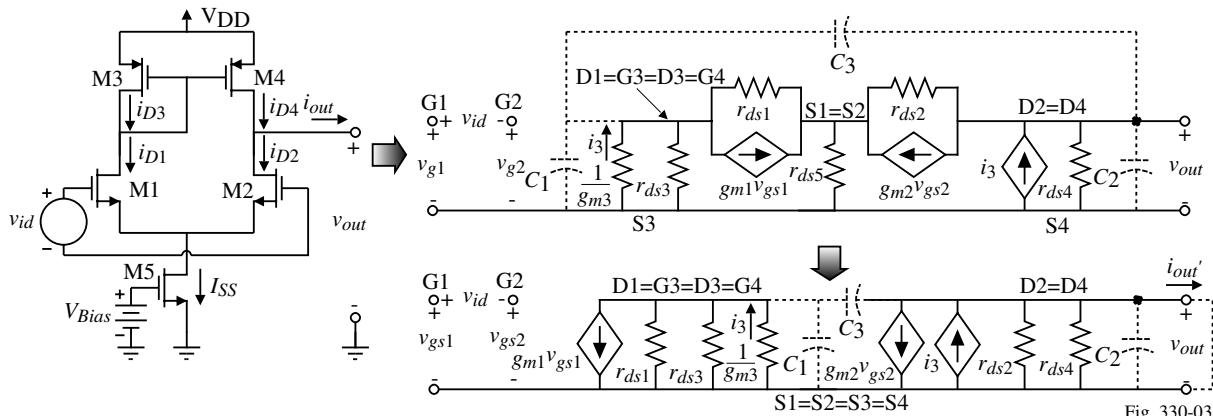 VDD
M3
M4
iD3
iD4
iout
iD1
iD2
M1
M2
+
vid
-
vout
M5
ISS
VBias
+
-
+
-
C3
D1=G3=D3=G4
G1
G2
+ vid -
vg1
vg2
C1
i3
1
gm3
rds3
rds1
gm1vgs1
S1=S2
rds5
rds2
gm2vgs2
D2=D4
i3
rds4
C2
+
vout
-
S3
S4
G1
G2
+ vid -
vgs1
vgs2
D1=G3=D3=G4
gm1vgs1
rds1
rds3
i3
1
gm3
C1
C3
gm2vgs2
i3
rds2
rds4
D2=D4
C2
iout'
+
vout
-
S1=S2=S3=S4
Fig. 330-03